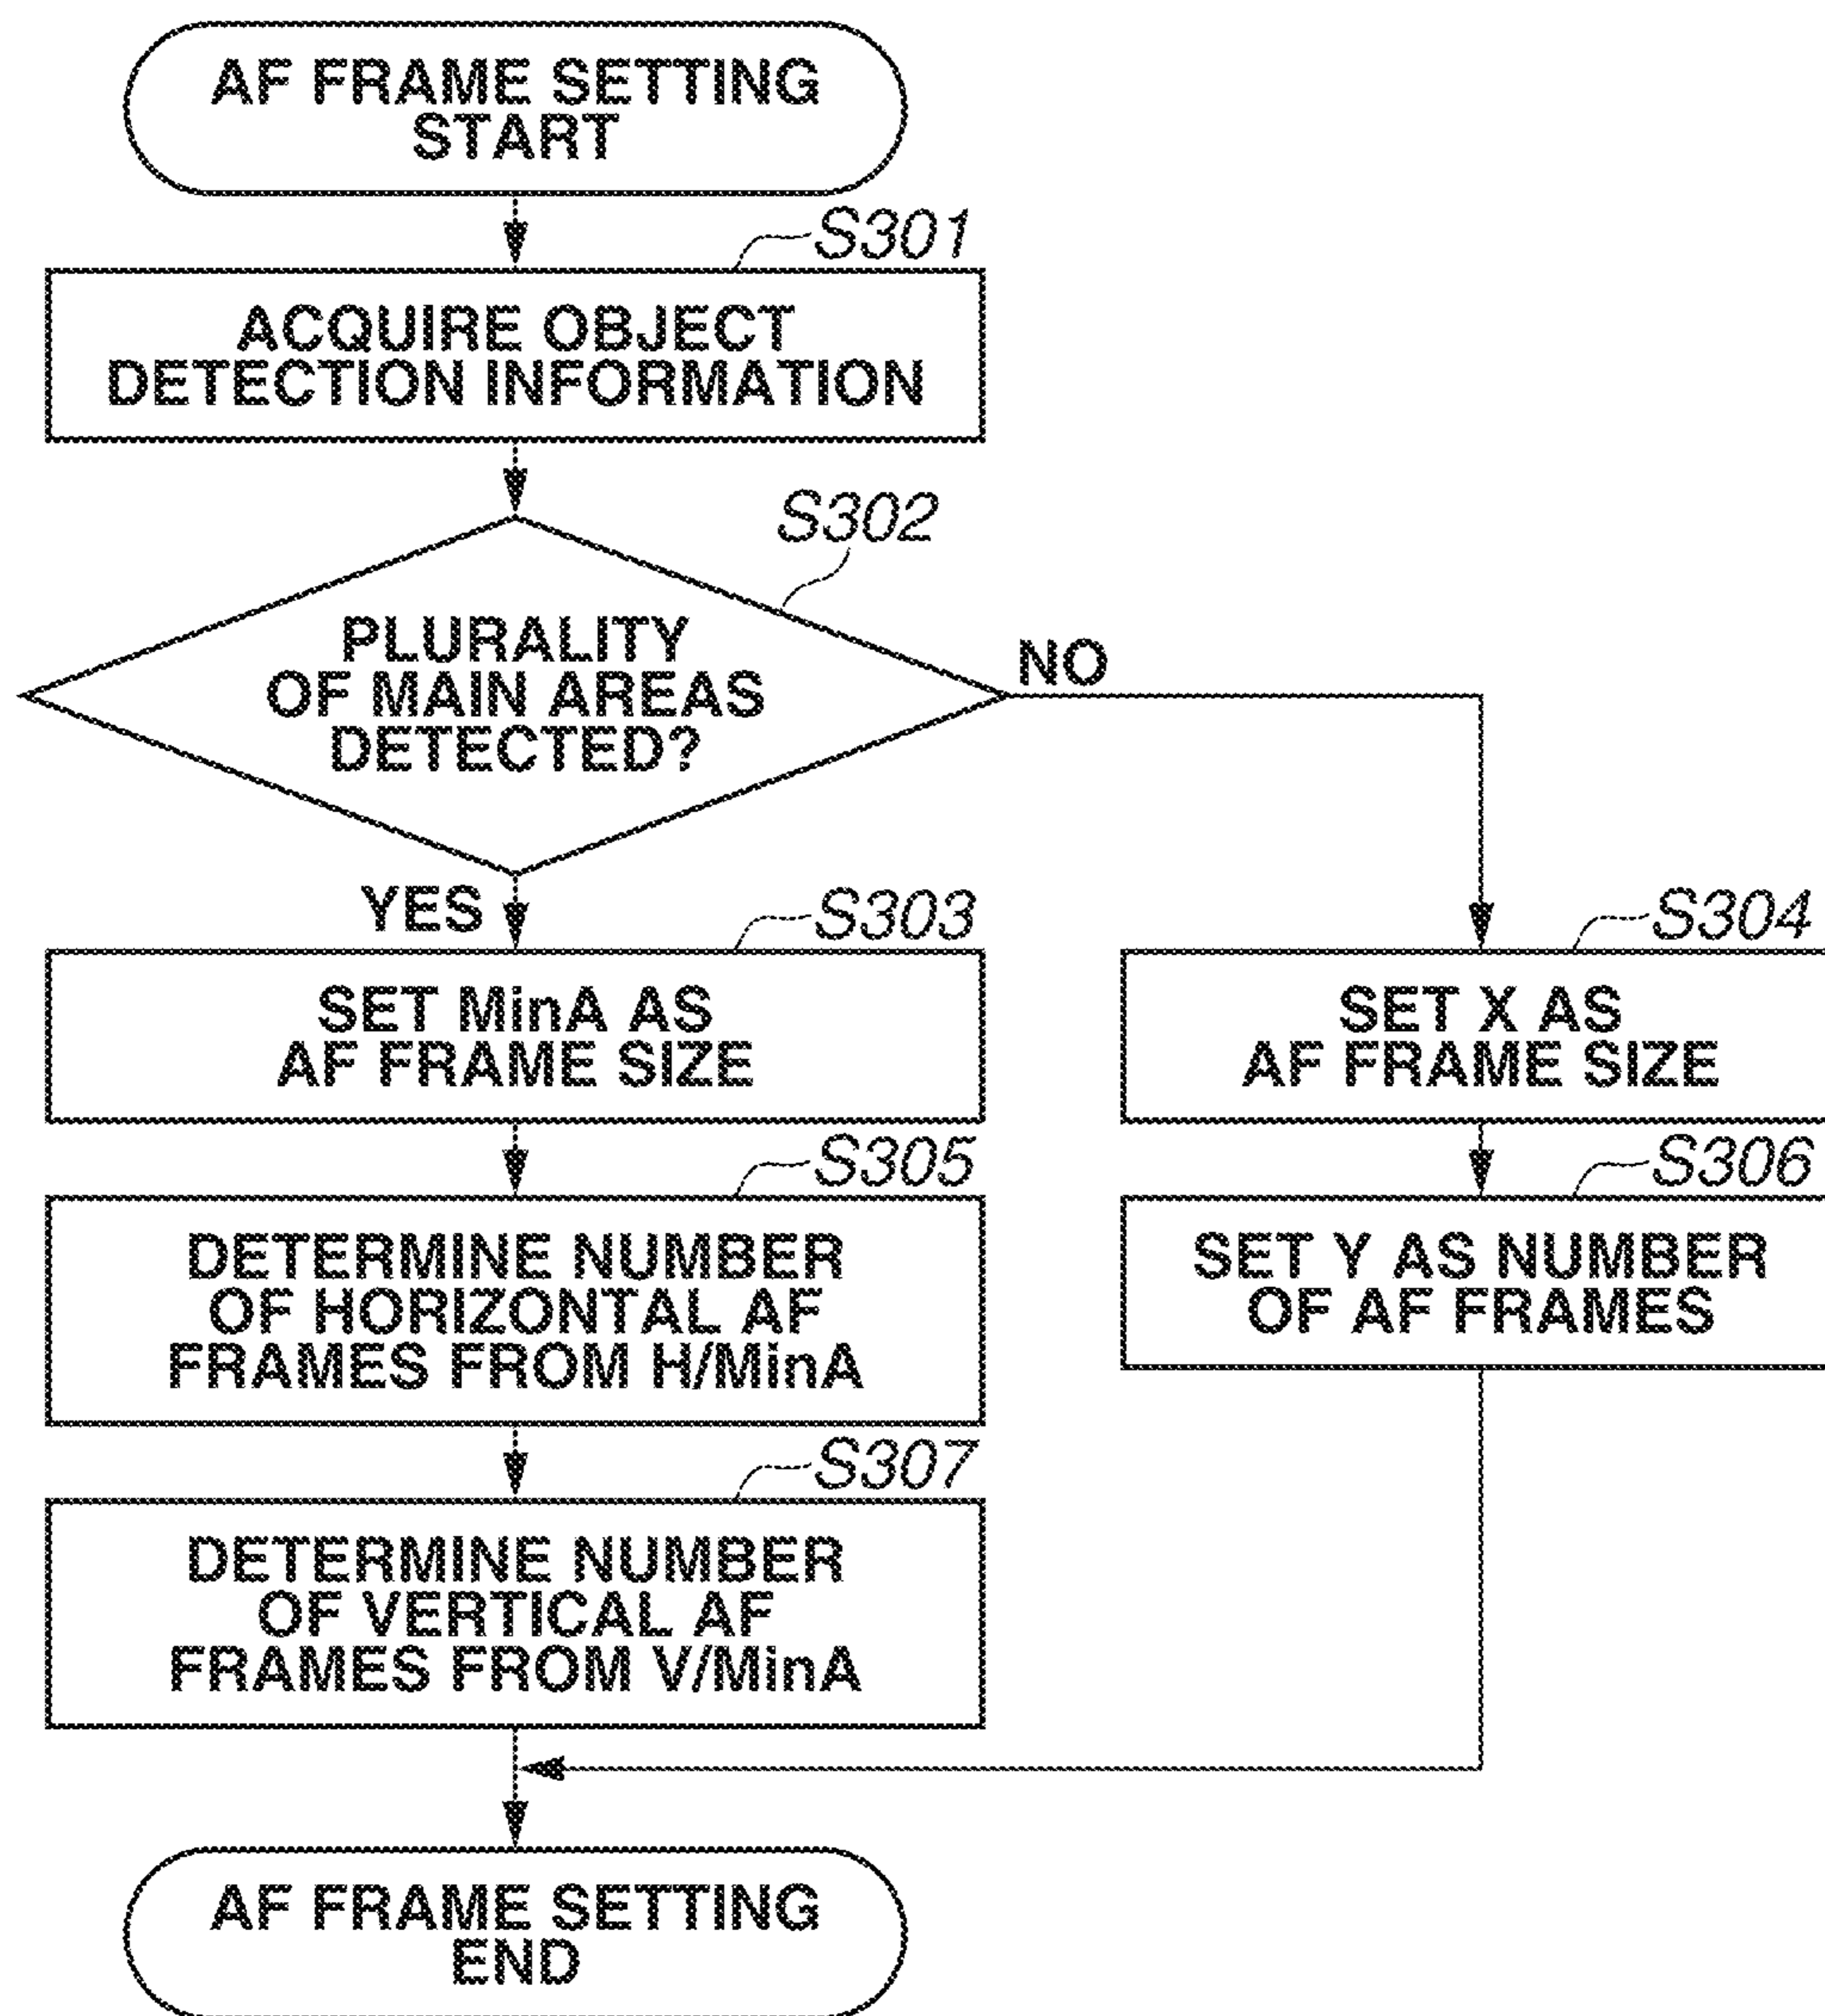 AF FRAME SETTING
START
S301
ACQUIRE OBJECT
DETECTION INFORMATION
S302
PLURALITY
OF MAIN AREAS
DETECTED?
NO
YES
S303
SET MinA AS
AF FRAME SIZE
S304
SET X AS
AF FRAME SIZE
S305
DETERMINE NUMBER
OF HORIZONTAL AF
FRAMES FROM H/MinA
S306
SET Y AS NUMBER
OF AF FRAMES
S307
DETERMINE NUMBER
OF VERTICAL AF
FRAMES FROM V/MinA
AF FRAME SETTING
END